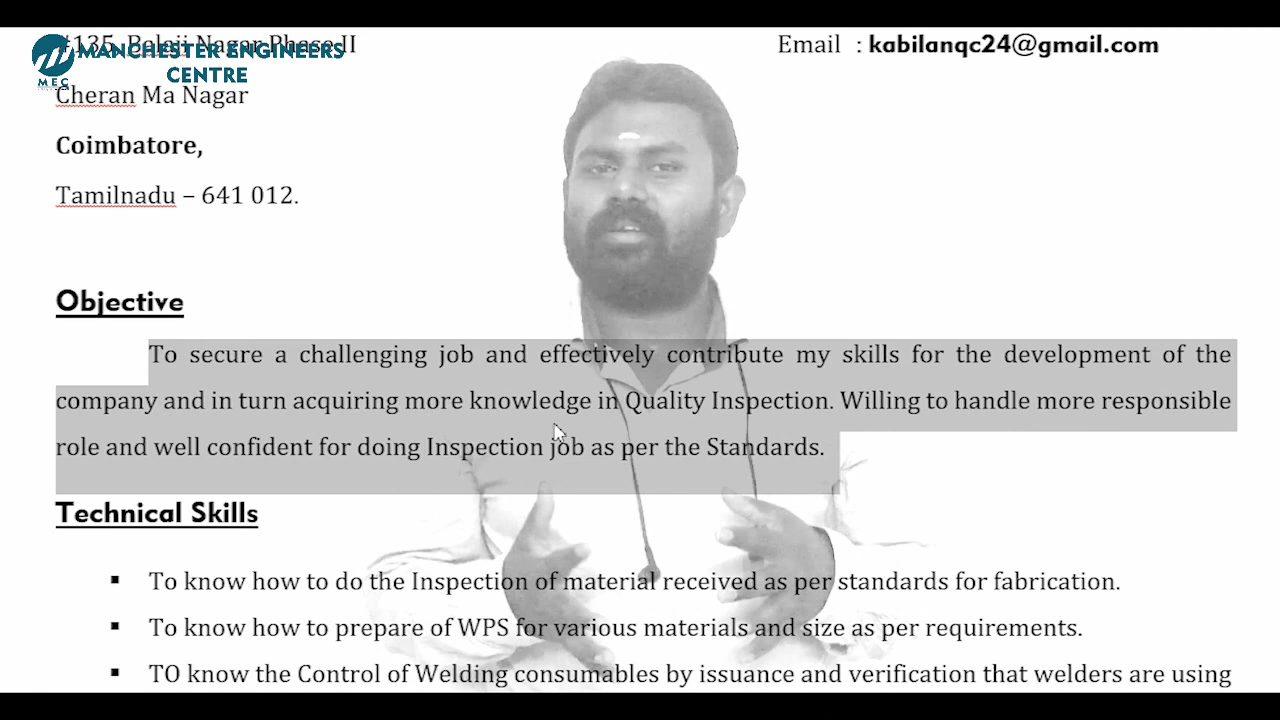 #135, Balaji Nagar Phase II
Email : kabilanqc24@gmail.com
MANCHESTER ENGINEERS
CENTRE
MEC
Cheran Ma Nagar
Coimbatore,
Tamilnadu – 641 012.
Objective
To secure a challenging job and effectively contribute my skills for the development of the
company and in turn acquiring more knowledge in Quality Inspection. Willing to handle more responsible
role and well confident for doing Inspection job as per the Standards.
Technical Skills
▪ To know how to do the Inspection of material received as per standards for fabrication.
▪ To know how to prepare of WPS for various materials and size as per requirements.
▪ TO know the Control of Welding consumables by issuance and verification that welders are using